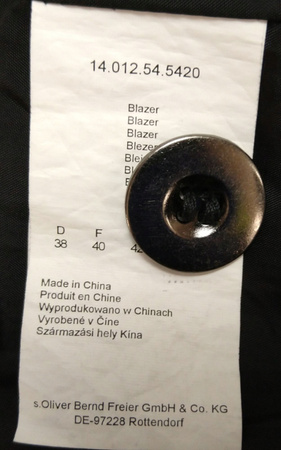 14.012.54.5420
Blazer
Blazer
Blazer
D F
38 40
Made in China
Produit en Chine
Wyprodukowano w Chinach
Vyrobené v Číne
Származási hely Kína
s.Oliver Bernd Freier GmbH & Co. KG
DE-97228 Rottendorf